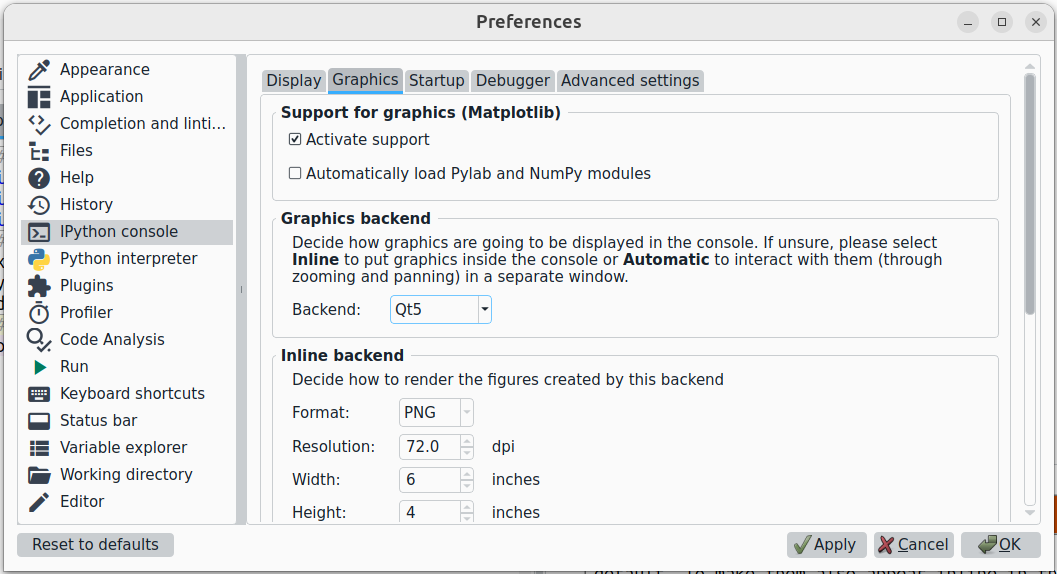 Preferences
Appearance
Application
Completion and linti...
Files
Help
History
IPython console
Python interpreter
Plugins
Profiler
Code Analysis
Run
Keyboard shortcuts
Status bar
Variable explorer
Working directory
Editor
Display Graphics Startup Debugger Advanced settings
Support for graphics (Matplotlib)
Activate support
Automatically load Pylab and NumPy modules
Graphics backend
Decide how graphics are going to be displayed in the console. If unsure, please select
Inline to put graphics inside the console or Automatic to interact with them (through
zooming and panning) in a separate window.
Backend: Qt5
Inline backend
Decide how to render the figures created by this backend
Format: PNG
Resolution: 72.0 dpi
Width: 6 inches
Height: 4 inches
Reset to defaults
Apply Cancel OK